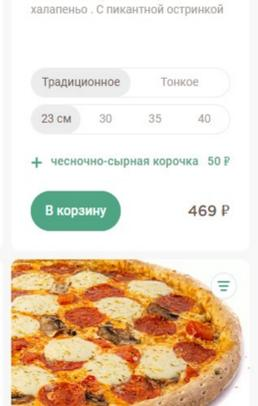 халапеньо . С пикантной остринкой
Традиционное Тонкое
23 см 30 35 40
+ чесночно-сырная корочка 50 ₽
В корзину 469 ₽